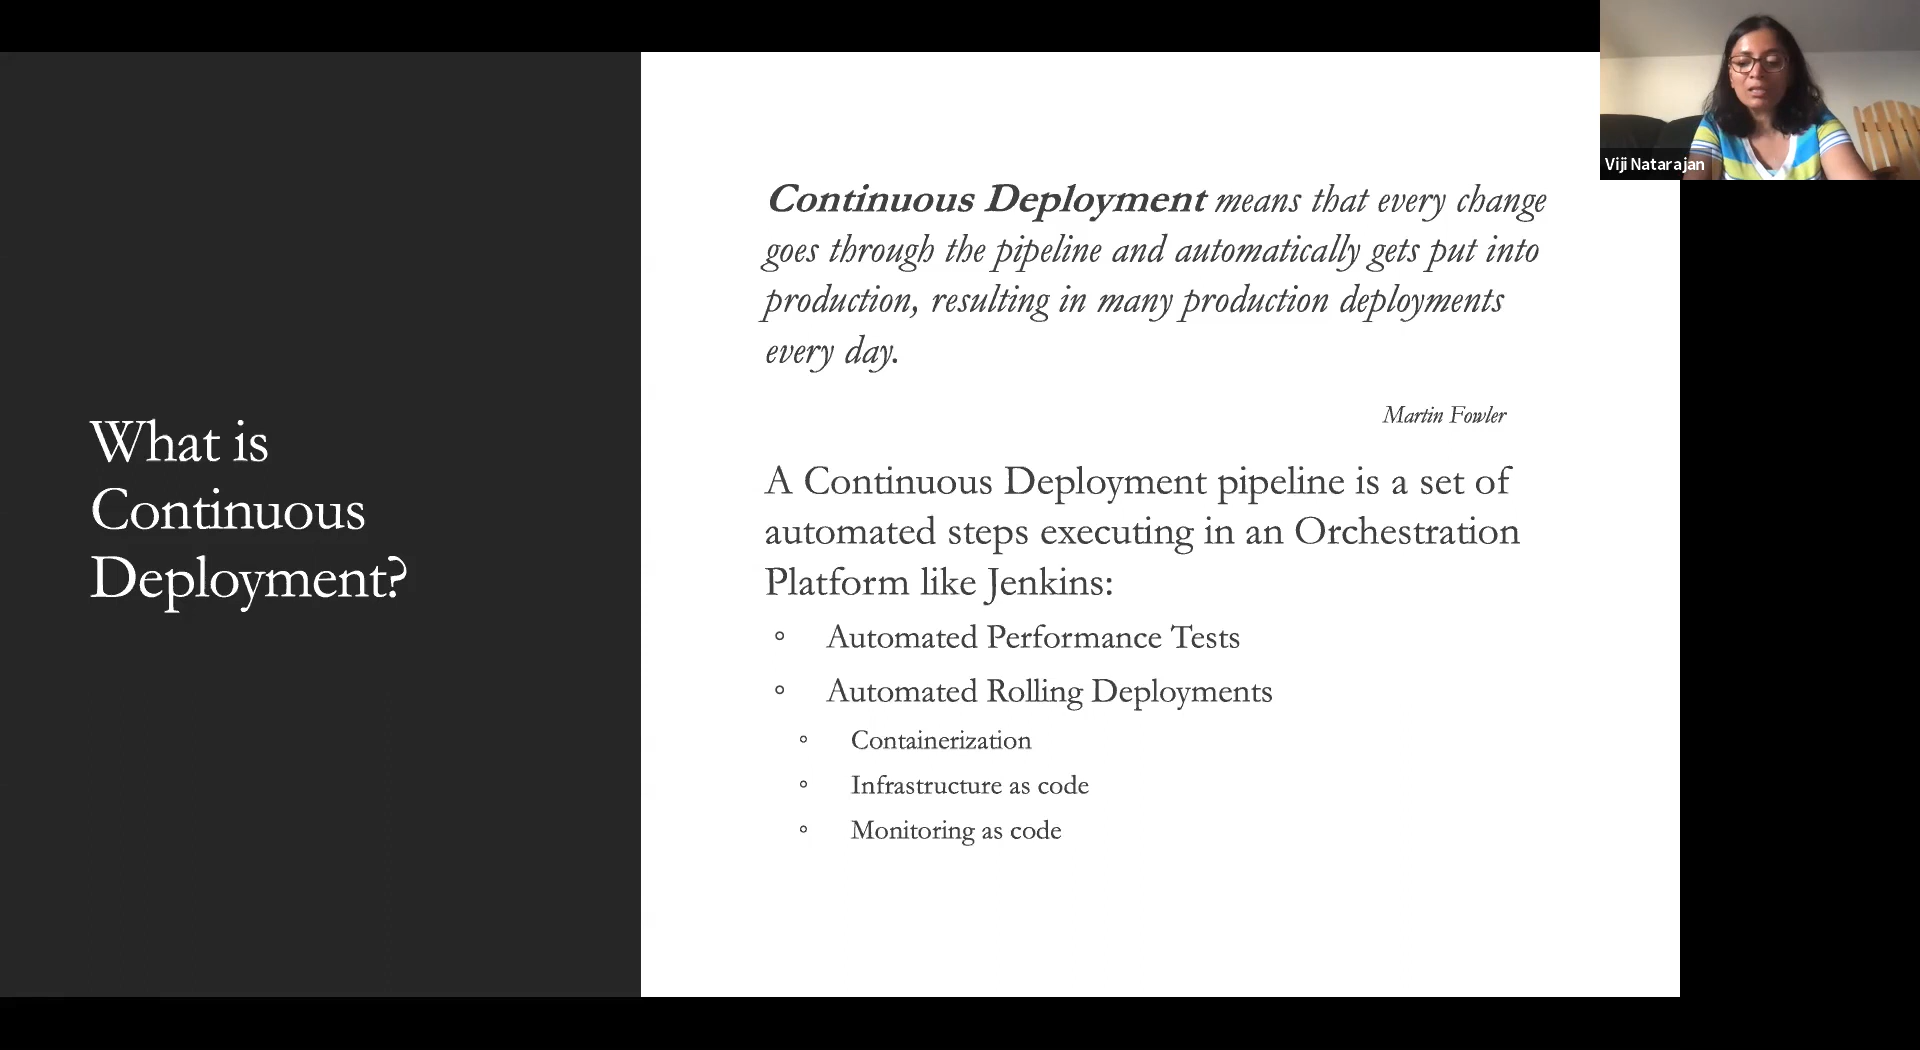 What is
Continuous
Deployment?
Continuous Deployment means that every change
goes through the pipeline and automatically gets put into
production, resulting in many production deployments
every day.
Martin Fowler
A Continuous Deployment pipeline is a set of
automated steps executing in an Orchestration
Platform like Jenkins:
Automated Performance Tests
Automated Rolling Deployments
Containerization
Infrastructure as code
Monitoring as code
Viji Natarajan